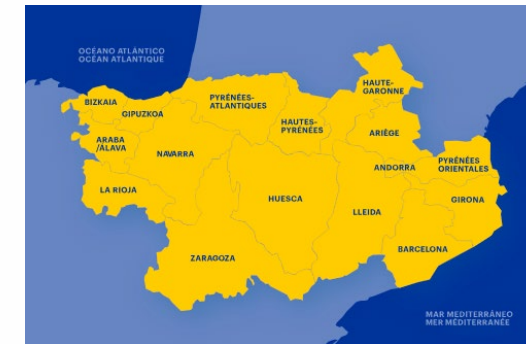 OCÉANO ATLÁNTICO
OCÉAN ATLANTIQUE
HAUTE-
GARONNE
PYRÉNÉES-
ATLANTIQUES
BIZKAIA
GIPUZKOA
HAUTES-
PYRÉNÉES
ARIÈGE
ARABA
/ÁLAVA
NAVARRA
ANDORRA
PYRÉNÉES
ORIENTALES
LA RIOJA
HUESCA
GIRONA
LLEIDA
BARCELONA
ZARAGOZA
MAR MEDITERRÁNEO
MER MÉDITERRANÉE